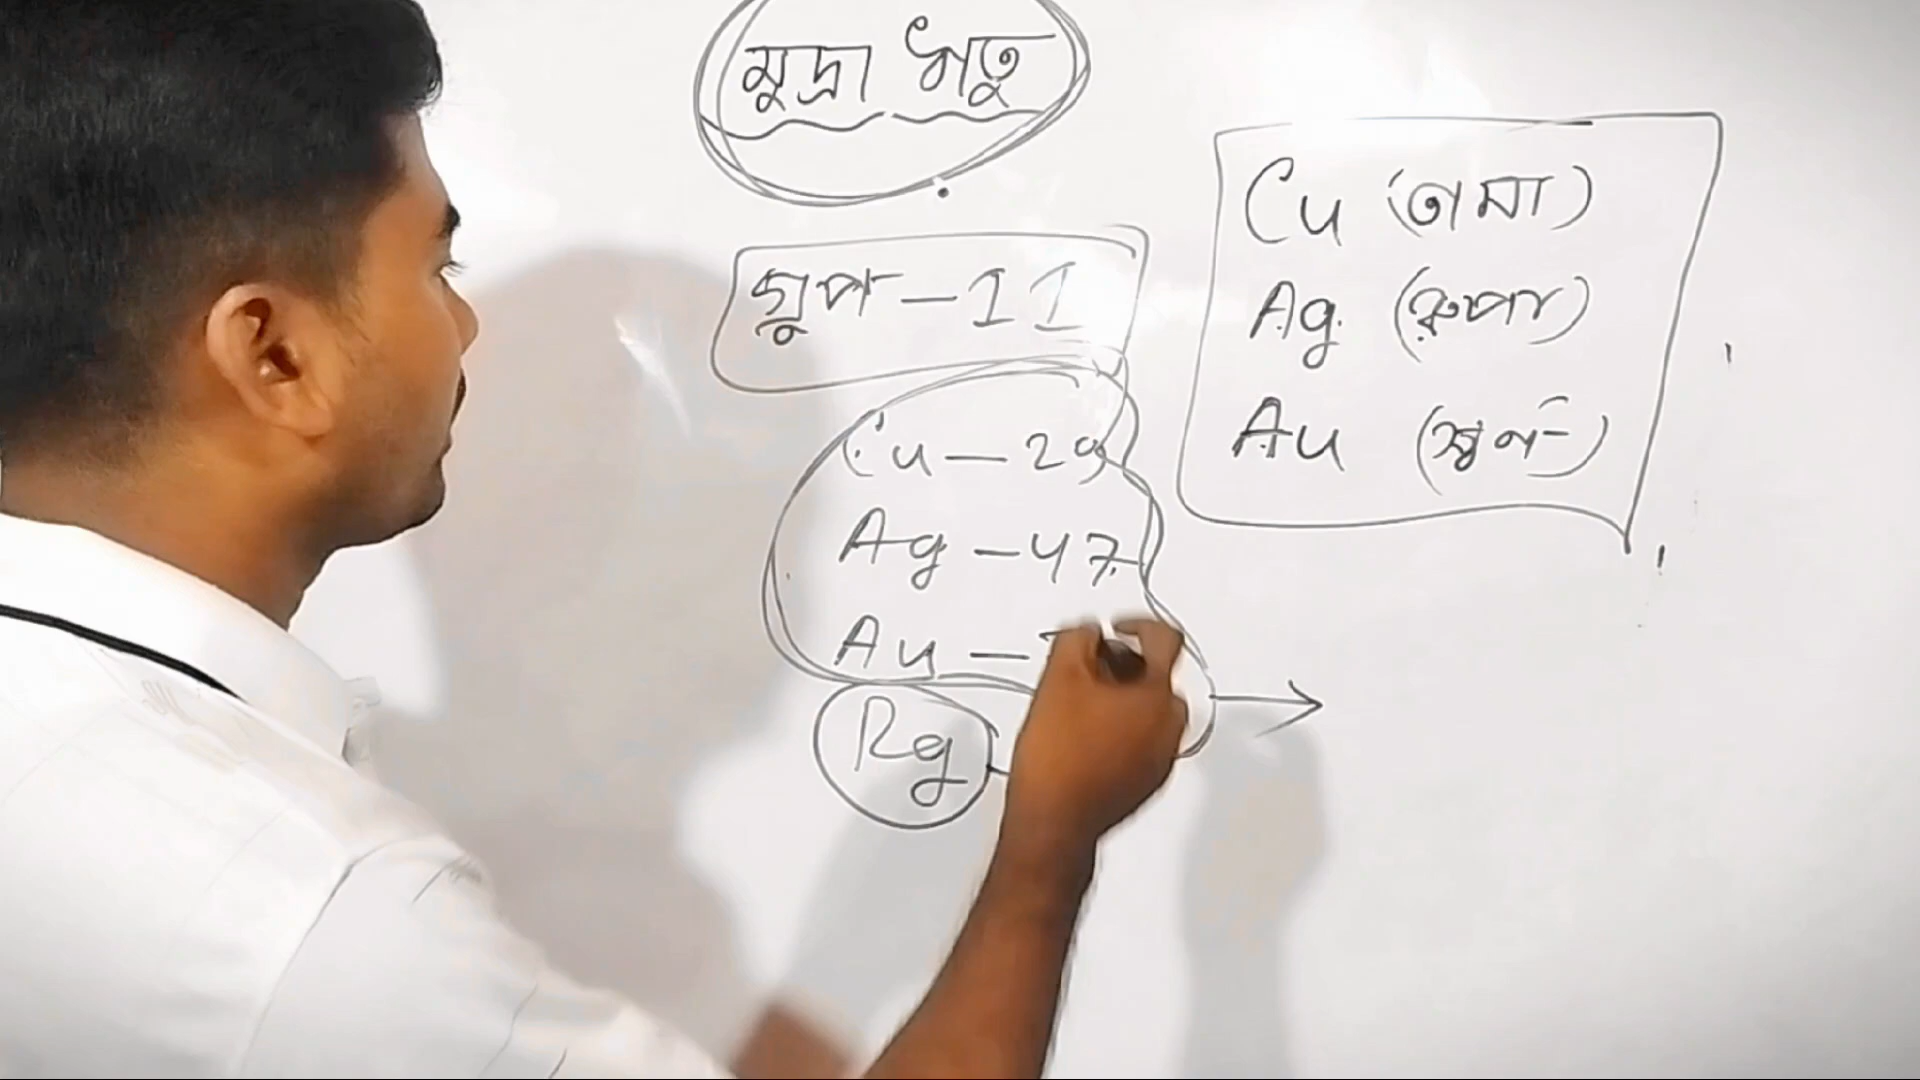 মুদ্রা ধাতু
গ্রুপ - 11
Cu - 29
Ag - 47
Au -
Rg
Cu (তামা)
Ag (রুপা)
Au (স্বর্ণ)